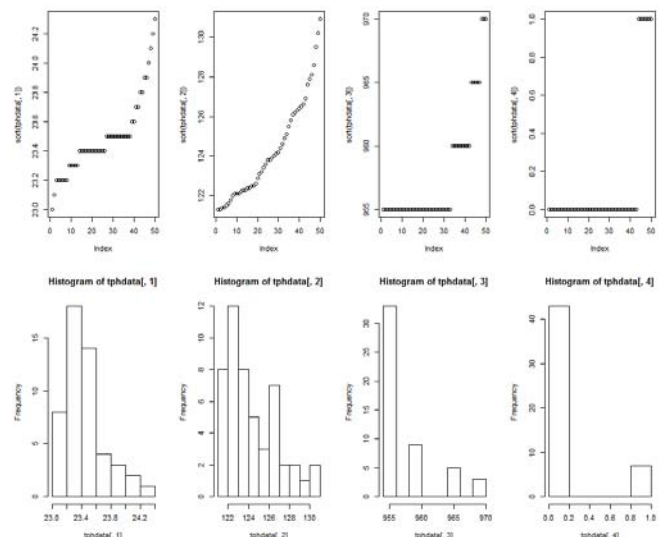 sort(tphdata[, 1])
23.0 23.2 23.4 23.6 23.8 24.0 24.2
0 10 20 30 40 50
Index
sort(tphdata[, 2])
122 124 126 128 130
0 10 20 30 40 50
Index
sort(tphdata[, 3])
955 960 965 970
0 10 20 30 40 50
Index
sort(tphdata[, 4])
0.0 0.2 0.4 0.6 0.8 1.0
0 10 20 30 40 50
Index
Histogram of tphdata[, 1]
Frequency
0 5 10 15
23.0 23.4 23.8 24.2
tphdata[, 1]
Histogram of tphdata[, 2]
Frequency
0 2 4 6 8 10 12
122 124 126 128 130
tphdata[, 2]
Histogram of tphdata[, 3]
Frequency
0 5 10 15 20 25 30
955 960 965 970
tphdata[, 3]
Histogram of tphdata[, 4]
Frequency
0 10 20 30 40
0.0 0.2 0.4 0.6 0.8 1.0
tphdata[, 4]